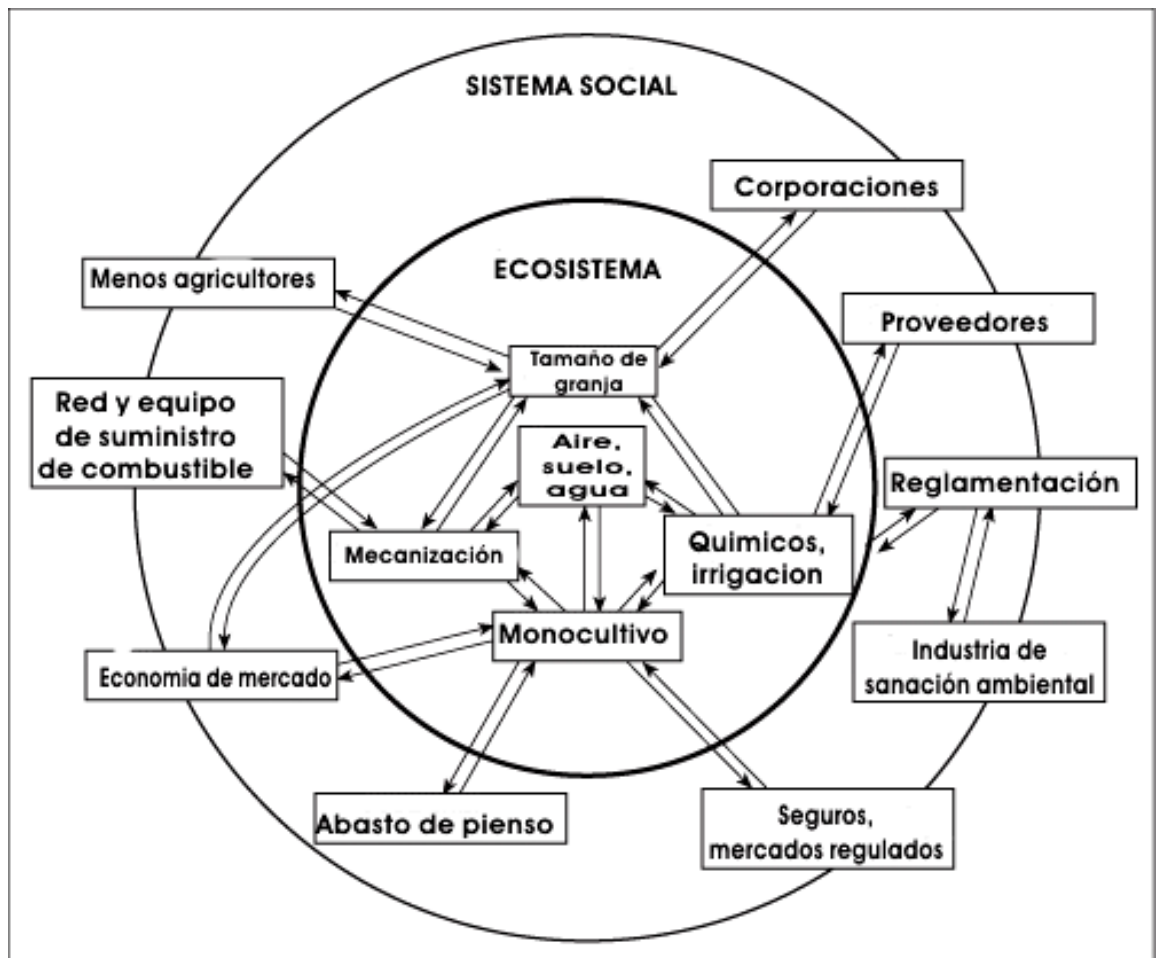 SISTEMA SOCIAL
Corporaciones
ECOSISTEMA
Menos agricultores
Proveedores
Tamaño de
granja
Red y equipo
de suministro
de combustible
Aire,
suelo,
agua
Reglamentación
Mecanización
Quimicos,
irrigacion
Monocultivo
Economia de mercado
Industria de
sanación ambiental
Abasto de pienso
Seguros,
mercados regulados